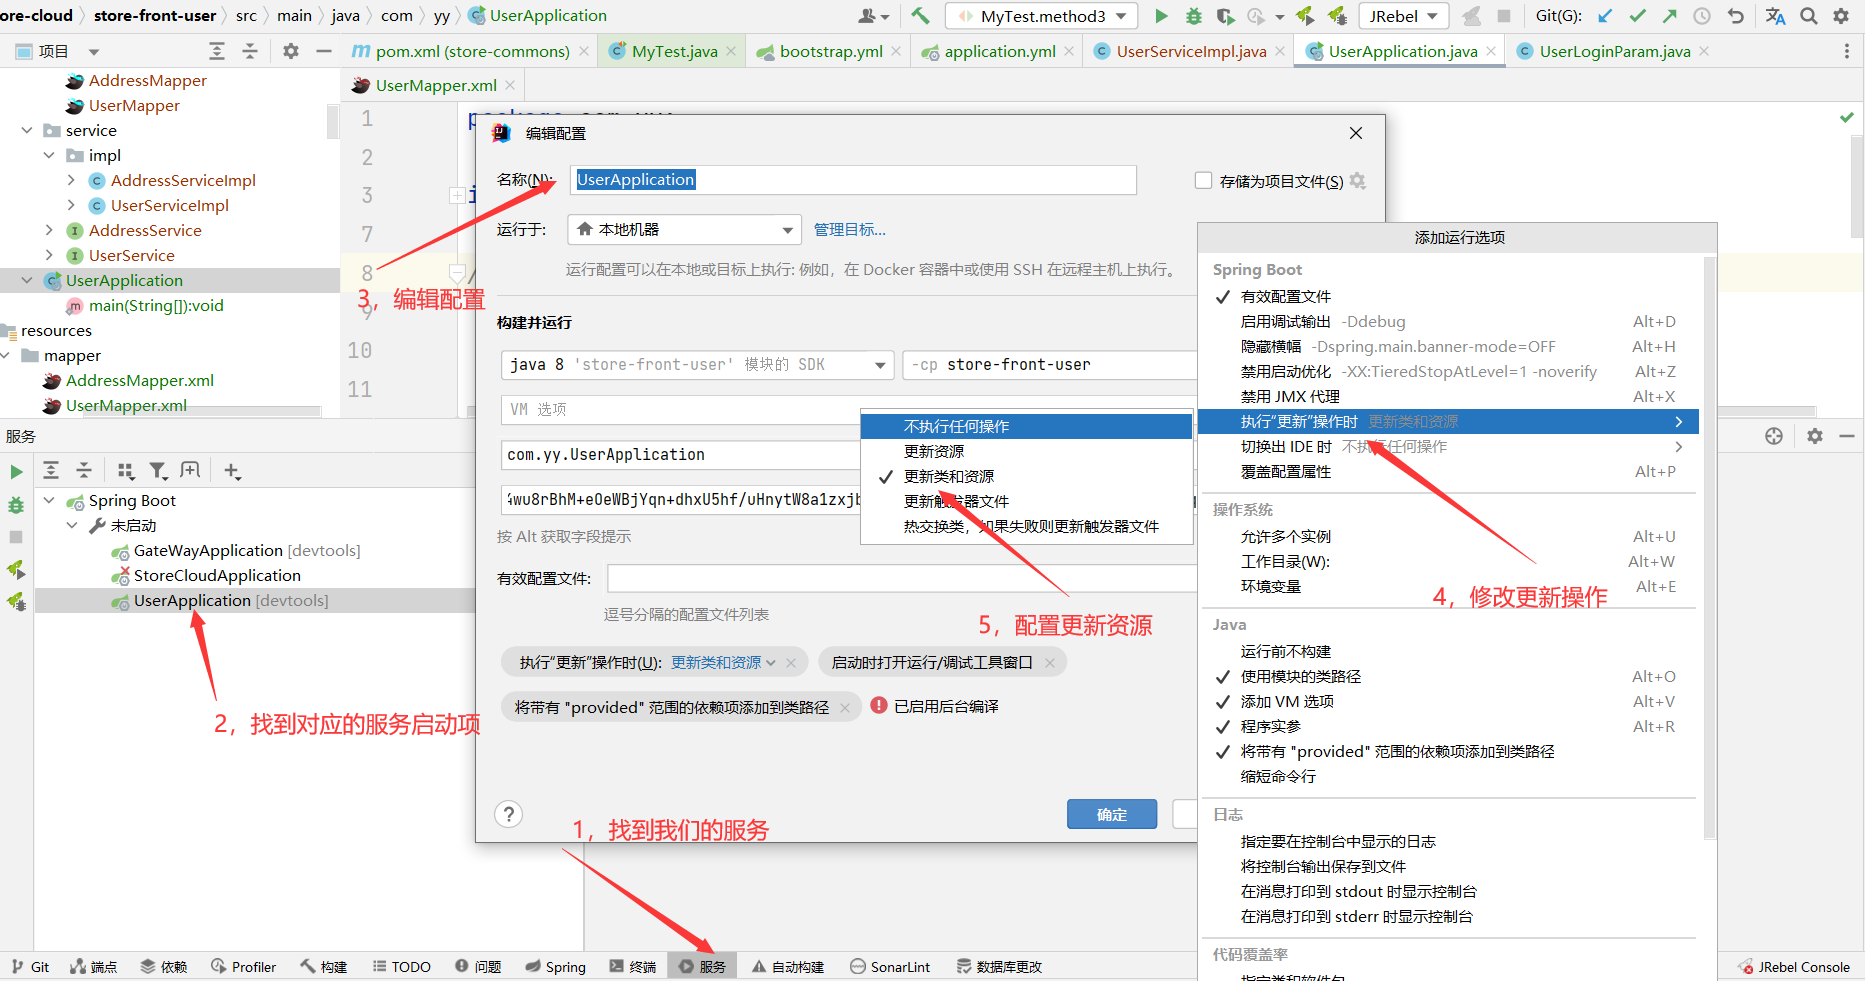 ore-cloud 〉 store-front-user 〉 src 〉 main 〉 java 〉 com 〉 yy 〉 UserApplication
MyTest.method3
JRebel
Git(G):
项目
pom.xml (store-commons)
MyTest.java
bootstrap.yml
application.yml
UserServiceImpl.java
UserApplication.java
UserLoginParam.java
UserMapper.xml
AddressMapper
UserMapper
service
impl
AddressServiceImpl
UserServiceImpl
AddressService
UserService
UserApplication
main(String[]):void
resources
mapper
AddressMapper.xml
UserMapper.xml
1
2
3
7
8
9
10
11
编辑配置
名称(N):
UserApplication
存储为项目文件(S)
运行于:
本地机器
管理目标...
运行配置可以在本地或目标上执行: 例如，在 Docker 容器中或使用 SSH 在远程主机上执行。
3，编辑配置
构建并运行
java 8 'store-front-user' 模块的 SDK
-cp store-front-user
VM 选项
com.yy.UserApplication
按 Alt 获取字段提示
有效配置文件:
逗号分隔的配置文件列表
执行“更新”操作时(U): 更新类和资源
启动时打开运行/调试工具窗口
将带有 "provided" 范围的依赖项添加到类路径
已启用后台编译
?
确定
不执行任何操作
更新资源
更新类和资源
更新触发器文件
热交换类，如果失败则更新触发器文件
5，配置更新资源
添加运行选项
Spring Boot
有效配置文件
启用调试输出 -Ddebug Alt+D
隐藏横幅 -Dspring.main.banner-mode=OFF Alt+H
禁用启动优化 -XX:TieredStopAtLevel=1 -noverify Alt+Z
禁用 JMX 代理 Alt+X
执行“更新”操作时 更新类和资源
切换出 IDE 时 不执行任何操作
覆盖配置属性 Alt+P
操作系统
允许多个实例 Alt+U
工作目录(W): Alt+W
环境变量 Alt+E
4，修改更新操作
Java
运行前不构建
使用模块的类路径 Alt+O
添加 VM 选项 Alt+V
程序实参 Alt+R
将带有 "provided" 范围的依赖项添加到类路径
缩短命令行
日志
指定要在控制台中显示的日志
将控制台输出保存到文件
在消息打印到 stdout 时显示控制台
在消息打印到 stderr 时显示控制台
代码覆盖率
服务
Spring Boot
未启动
GateWayApplication [devtools]
StoreCloudApplication
UserApplication [devtools]
2，找到对应的服务启动项
1，找到我们的服务
Git
端点
依赖
Profiler
构建
TODO
问题
Spring
终端
服务
自动构建
SonarLint
数据库更改
JRebel Console